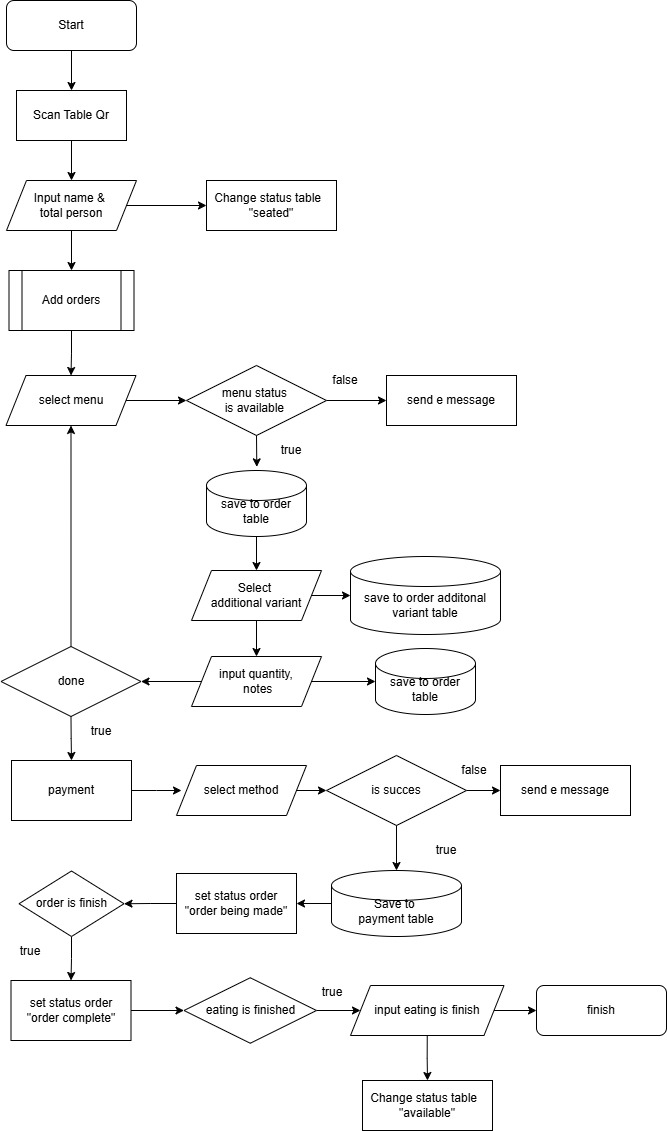 Start
Scan Table Qr
Input name &
total person
Change status table
"seated"
Add orders
select menu
menu status
is available
false
send e message
true
save to order
table
Select
additional variant
save to order additonal
variant table
done
input quantity,
notes
save to order
table
true
payment
select method
is succes
false
send e message
true
order is finish
set status order
"order being made"
Save to
payment table
true
set status order
"order complete"
eating is finished
true
input eating is finish
finish
Change status table
"available"